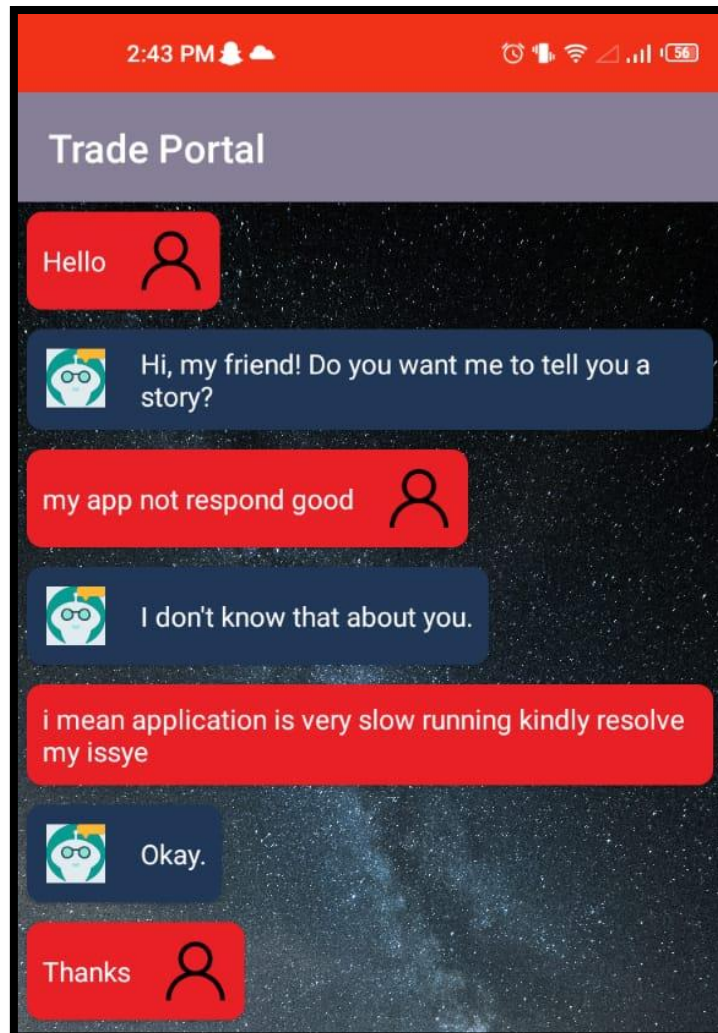 2:43 PM
56
Trade Portal
Hello
Hi, my friend! Do you want me to tell you a
story?
my app not respond good
I don't know that about you.
i mean application is very slow running kindly resolve
my issye
Okay.
Thanks